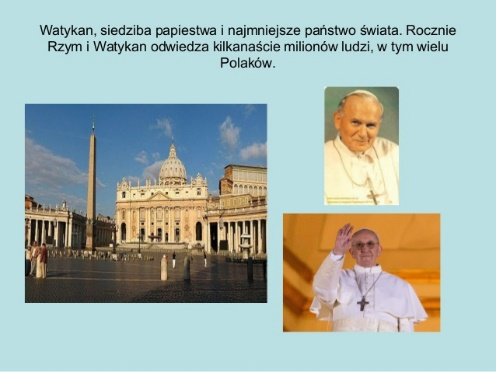 Watykan, siedziba papiestwa i najmniejsze państwo świata. Rocznie
Rzym i Watykan odwiedza kilkanaście milionów ludzi, w tym wielu
Polaków.